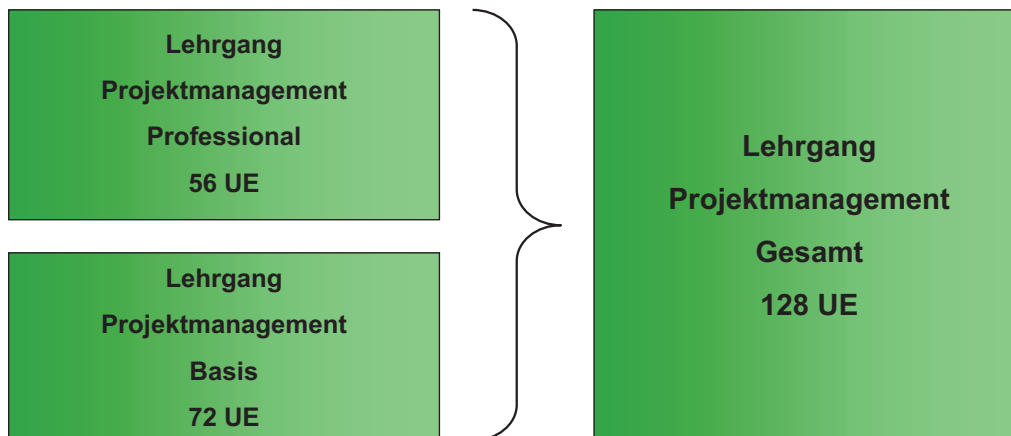 Lehrgang
Projektmanagement
Professional
56 UE
Lehrgang
Projektmanagement
Basis
72 UE
Lehrgang
Projektmanagement
Gesamt
128 UE